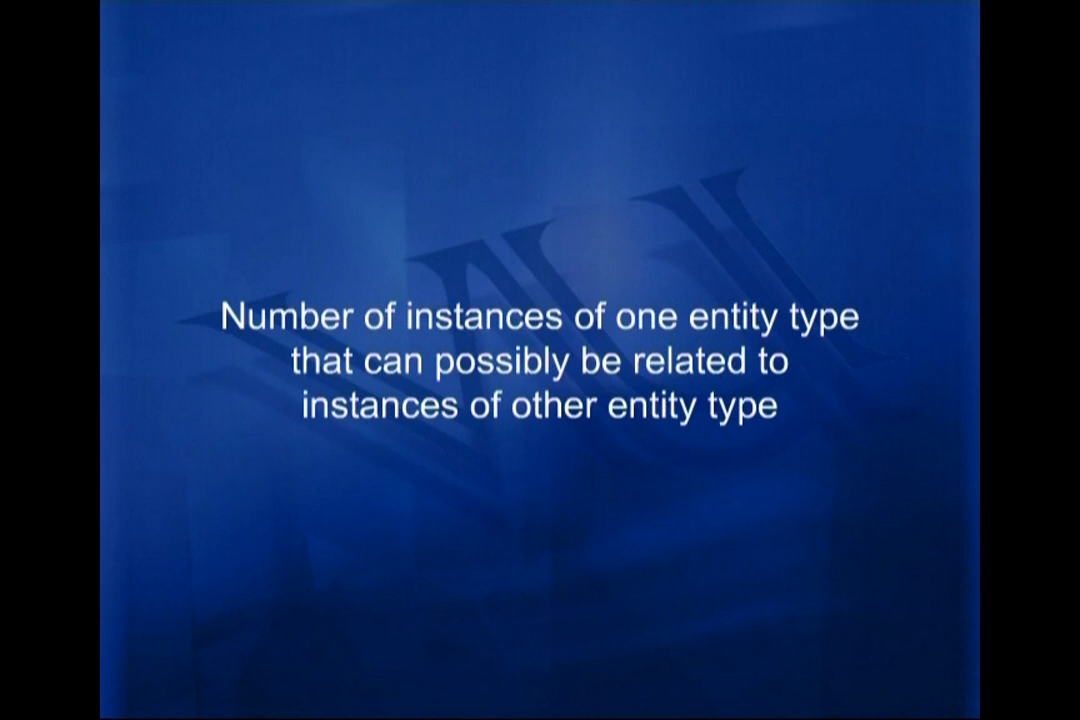 Number of instances of one entity type
that can possibly be related to
instances of other entity type